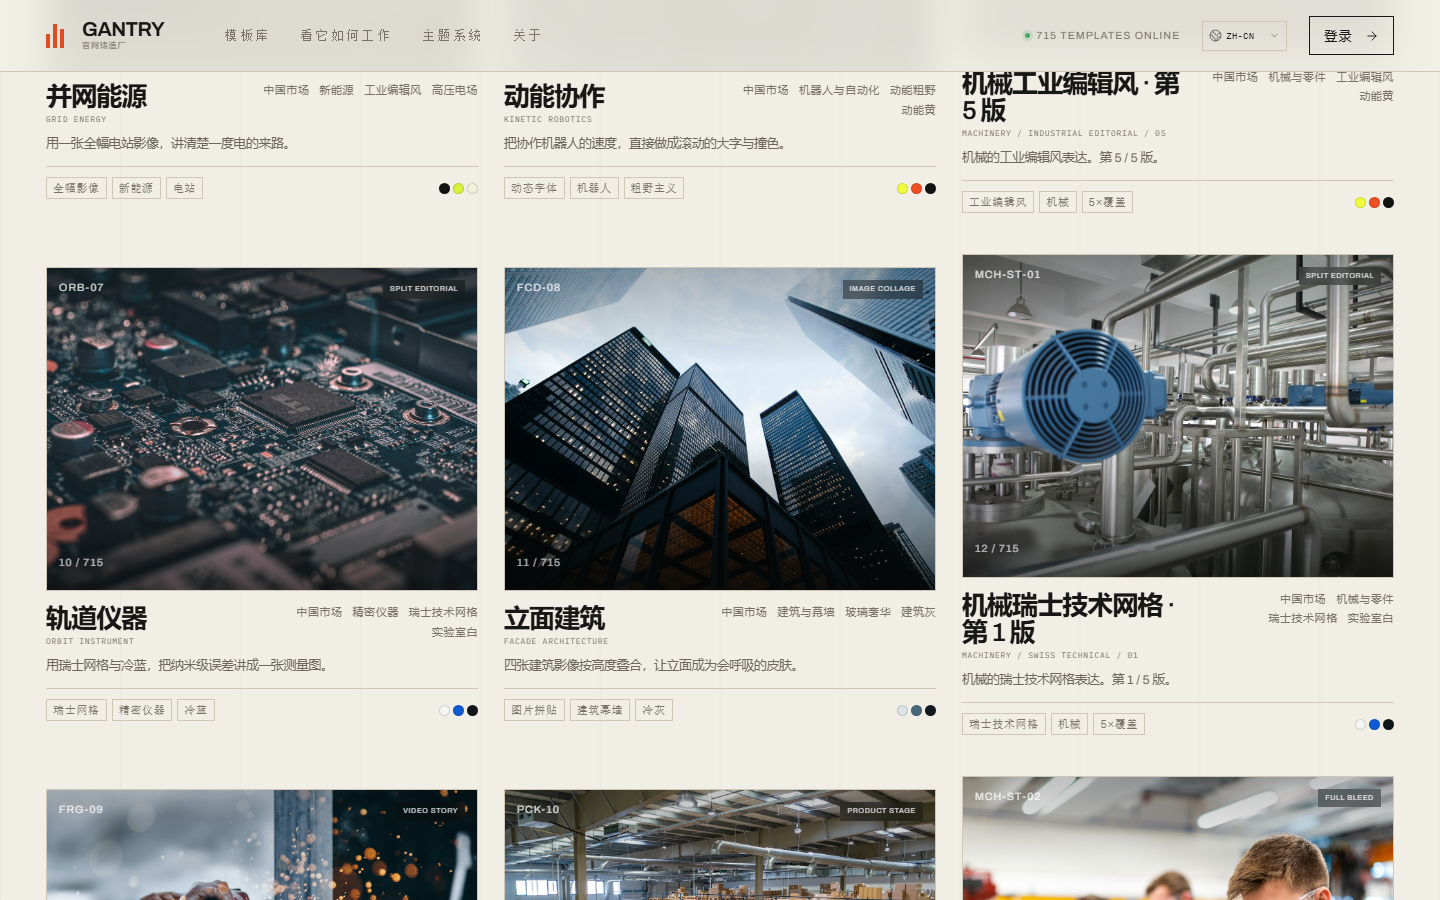 GANTRY
官网铸造厂
模板库 看它如何工作 主题系统 关于
715 TEMPLATES ONLINE
ZH-CN
登录
并网能源
中国市场 新能源 工业编辑风 高压电场
GRID ENERGY
用一张全幅电站影像，讲清楚一度电的来路。
全幅影像 新能源 电站
动能协作
中国市场 机器人与自动化 动能粗野
动能黄
KINETIC ROBOTICS
把协作机器人的速度，直接做成滚动的大字与撞色。
动态字体 机器人 粗野主义
机械工业编辑风 · 第
5 版
中国市场 机械与零件 工业编辑风
动能黄
MACHINERY / INDUSTRIAL EDITORIAL / 05
机械的工业编辑风表达。第 5 / 5 版。
工业编辑风 机械 5×覆盖
ORB-07
SPLIT EDITORIAL
10 / 715
轨道仪器
中国市场 精密仪器 瑞士技术网格
实验室白
ORBIT INSTRUMENT
用瑞士网格与冷蓝，把纳米级误差讲成一张测量图。
瑞士网格 精密仪器 冷蓝
FCD-08
IMAGE COLLAGE
11 / 715
立面建筑
中国市场 建筑与幕墙 玻璃奢华 建筑灰
FACADE ARCHITECTURE
四张建筑影像按高度叠合，让立面成为会呼吸的皮肤。
图片拼贴 建筑幕墙 冷灰
MCH-ST-01
SPLIT EDITORIAL
12 / 715
机械瑞士技术网格 ·
第 1 版
中国市场 机械与零件
瑞士技术网格 实验室白
MACHINERY / SWISS TECHNICAL / 01
机械的瑞士技术网格表达。第 1 / 5 版。
瑞士技术网格 机械 5×覆盖
FRG-09
VIDEO STORY
PCK-10
PRODUCT STAGE
MCH-ST-02
FULL BLEED